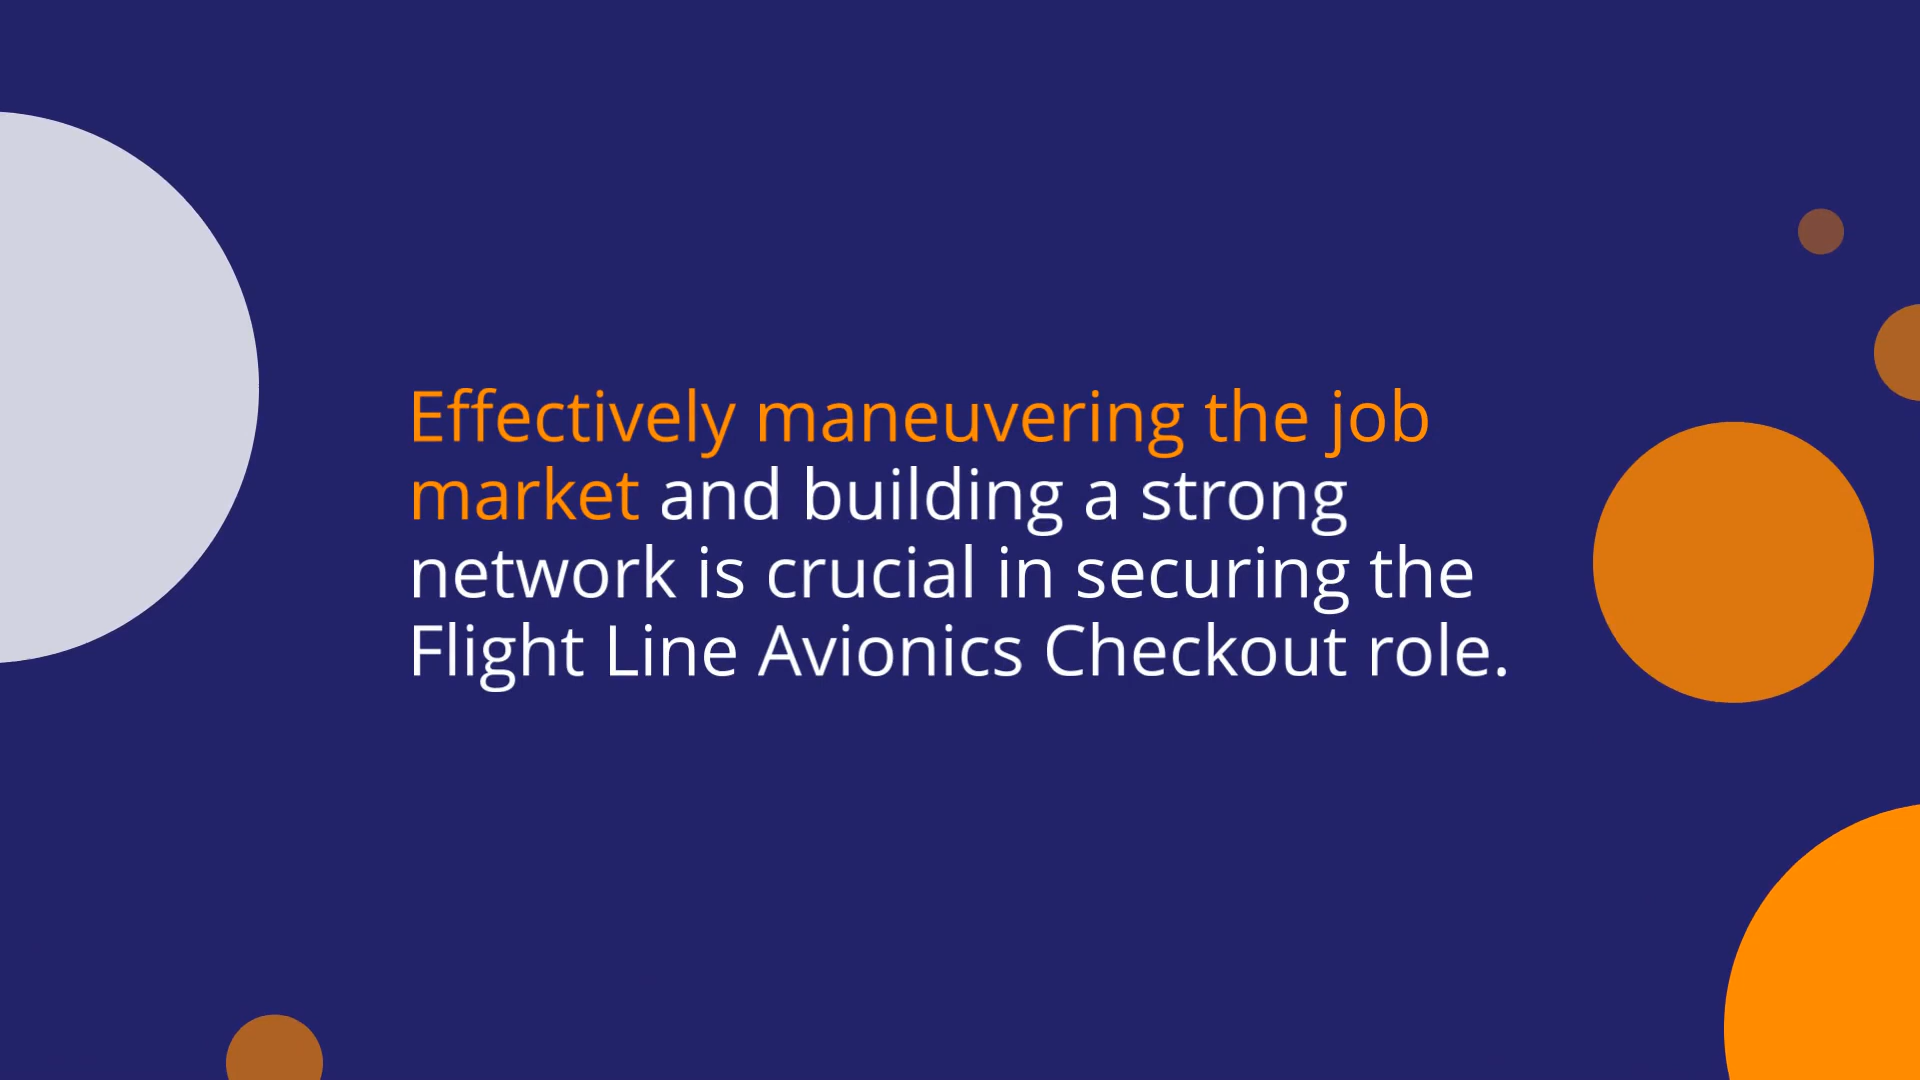 Effectively maneuvering the job
market and building a strong
network is crucial in securing the
Flight Line Avionics Checkout role.